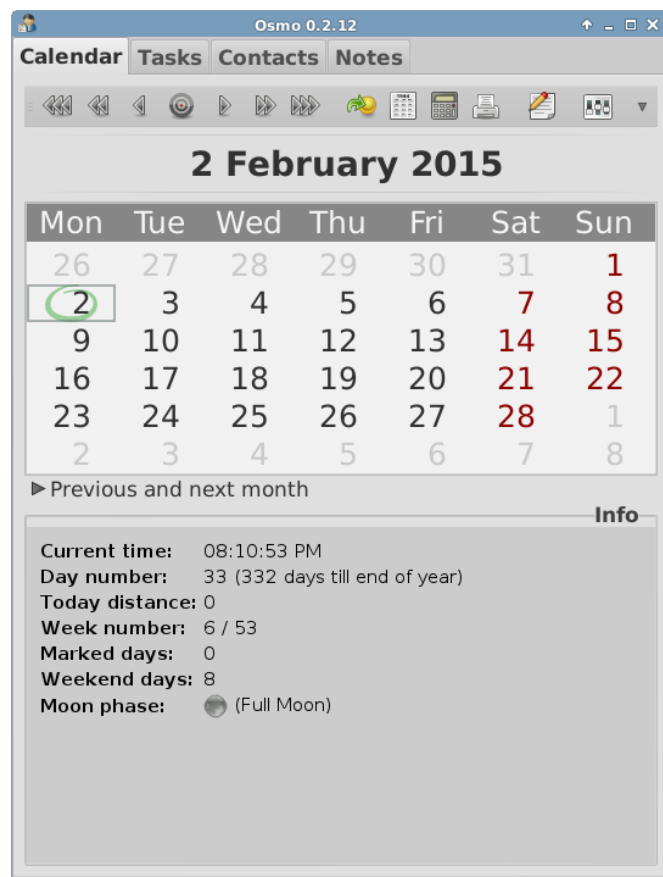 Osmo 0.2.12
Calendar Tasks Contacts Notes
2 February 2015
Mon Tue Wed Thu Fri Sat Sun
26 27 28 29 30 31 1
2 3 4 5 6 7 8
9 10 11 12 13 14 15
16 17 18 19 20 21 22
23 24 25 26 27 28 1
2 3 4 5 6 7 8
Previous and next month
Info
Current time: 08:10:53 PM
Day number: 33 (332 days till end of year)
Today distance: 0
Week number: 6 / 53
Marked days: 0
Weekend days: 8
Moon phase: (Full Moon)